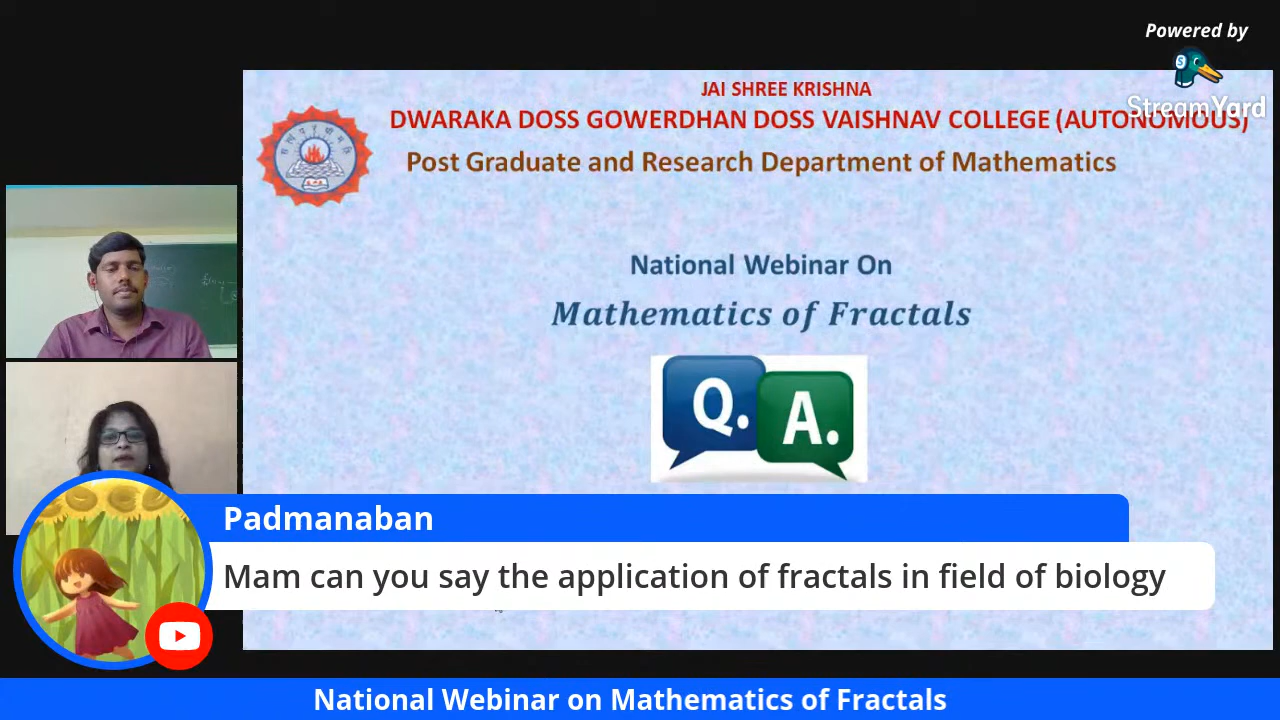 Powered by
StreamYard
JAI SHREE KRISHNA
DWARAKA DOSS GOWERDHAN DOSS VAISHNAV COLLEGE (AUTONOMOUS)
Post Graduate and Research Department of Mathematics
National Webinar On
Mathematics of Fractals
Q. A.
Padmanaban
Mam can you say the application of fractals in field of biology
National Webinar on Mathematics of Fractals